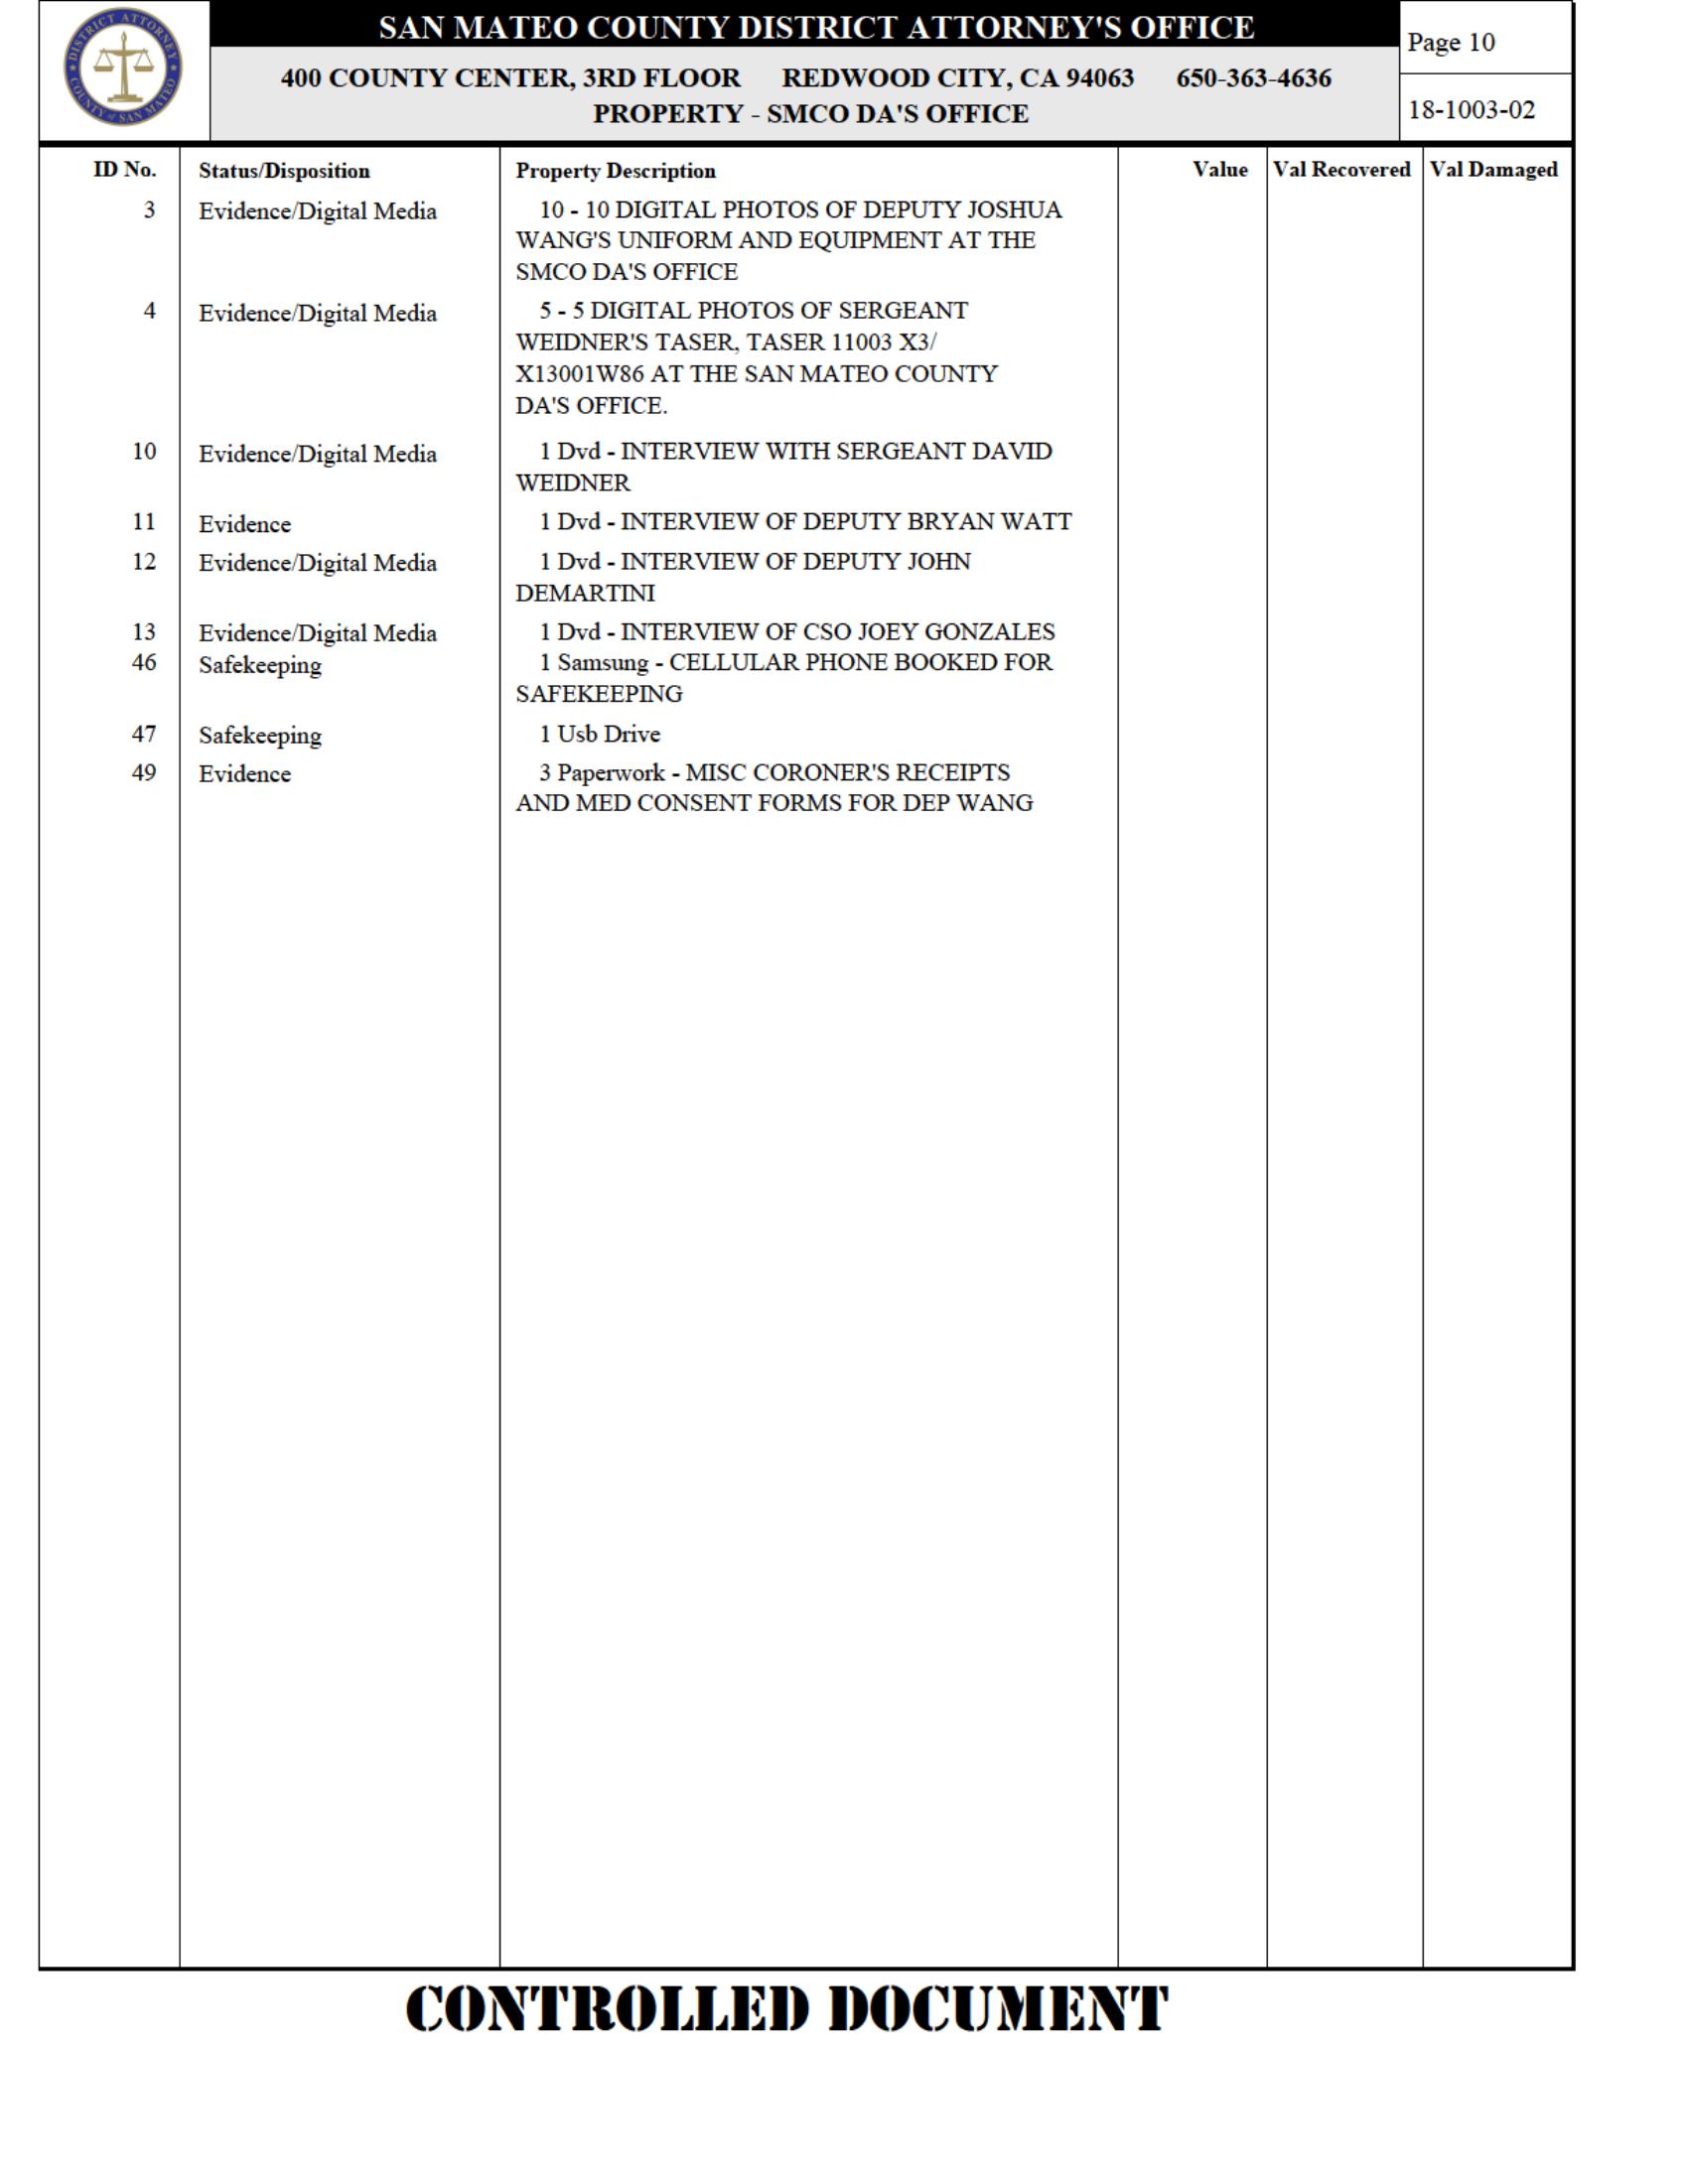 DISTRICT ATTORNEY
COUNTY of SAN MATEO
SAN MATEO COUNTY DISTRICT ATTORNEY'S OFFICE
Page 10
400 COUNTY CENTER, 3RD FLOOR REDWOOD CITY, CA 94063 650-363-4636
PROPERTY - SMCO DA'S OFFICE
18-1003-02
ID No. Status/Disposition Property Description Value Val Recovered Val Damaged
3 Evidence/Digital Media 10 - 10 DIGITAL PHOTOS OF DEPUTY JOSHUA
WANG'S UNIFORM AND EQUIPMENT AT THE
SMCO DA'S OFFICE
4 Evidence/Digital Media 5 - 5 DIGITAL PHOTOS OF SERGEANT
WEIDNER'S TASER, TASER 11003 X3/
X13001W86 AT THE SAN MATEO COUNTY
DA'S OFFICE.
10 Evidence/Digital Media 1 Dvd - INTERVIEW WITH SERGEANT DAVID
WEIDNER
11 Evidence 1 Dvd - INTERVIEW OF DEPUTY BRYAN WATT
12 Evidence/Digital Media 1 Dvd - INTERVIEW OF DEPUTY JOHN
DEMARTINI
13 Evidence/Digital Media 1 Dvd - INTERVIEW OF CSO JOEY GONZALES
46 Safekeeping 1 Samsung - CELLULAR PHONE BOOKED FOR
SAFEKEEPING
47 Safekeeping 1 Usb Drive
49 Evidence 3 Paperwork - MISC CORONER'S RECEIPTS
AND MED CONSENT FORMS FOR DEP WANG
CONTROLLED DOCUMENT